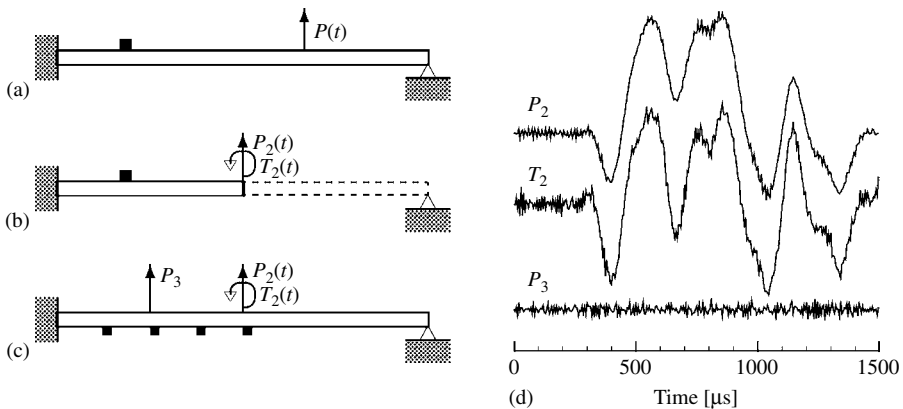 P(t)
(a)
P₂(t)
T₂(t)
(b)
P₃
P₂(t)
T₂(t)
(c)
P₂
T₂
P₃
0 500 1000 1500
(d) Time [μs]